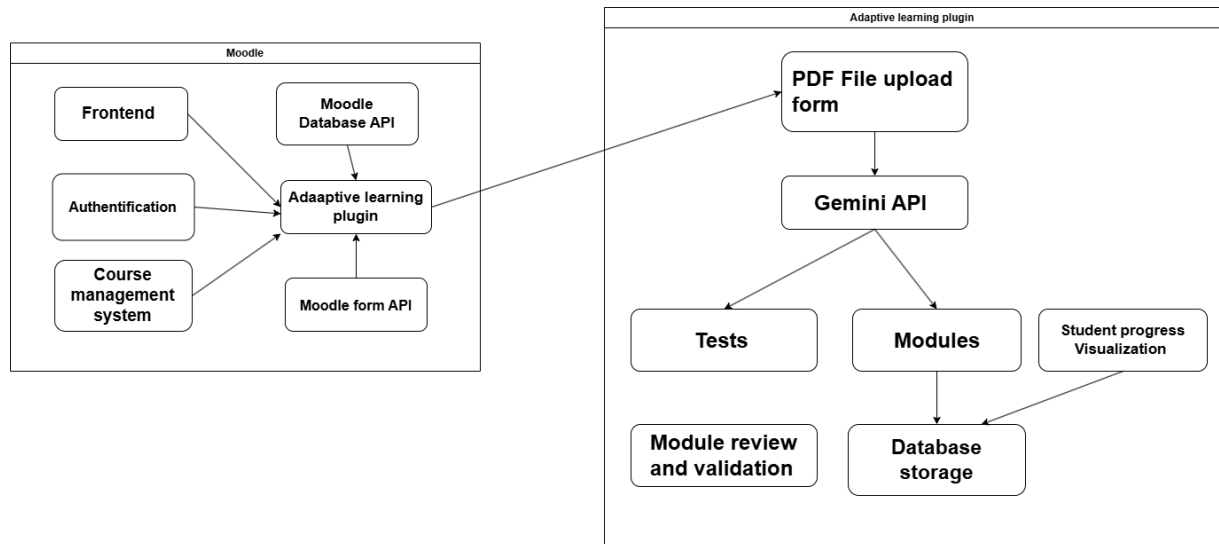 Moodle
Frontend
Moodle
Database API
Authentification
Adaaptive learning
plugin
Course
management
system
Moodle form API
Adaptive learning plugin
PDF File upload
form
Gemini API
Tests
Modules
Student progress
Visualization
Module review
and validation
Database
storage